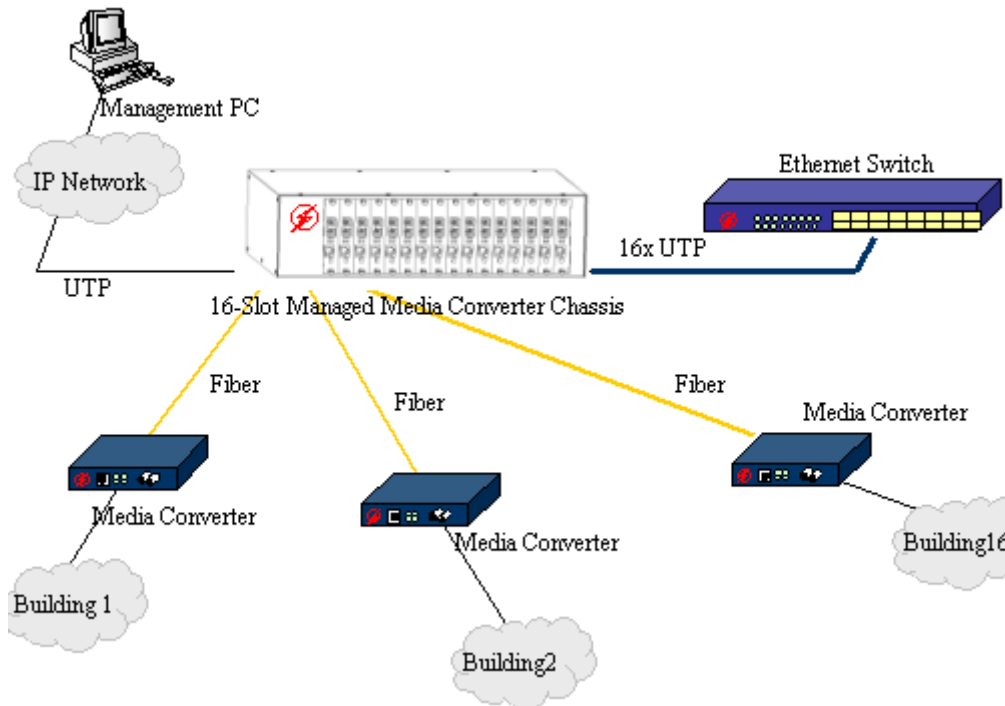 Management PC
IP Network
Ethernet Switch
UTP
16x UTP
16-Slot Managed Media Converter Chassis
Fiber
Fiber
Fiber
Media Converter
Media Converter
Media Converter
Building 1
Building2
Building16